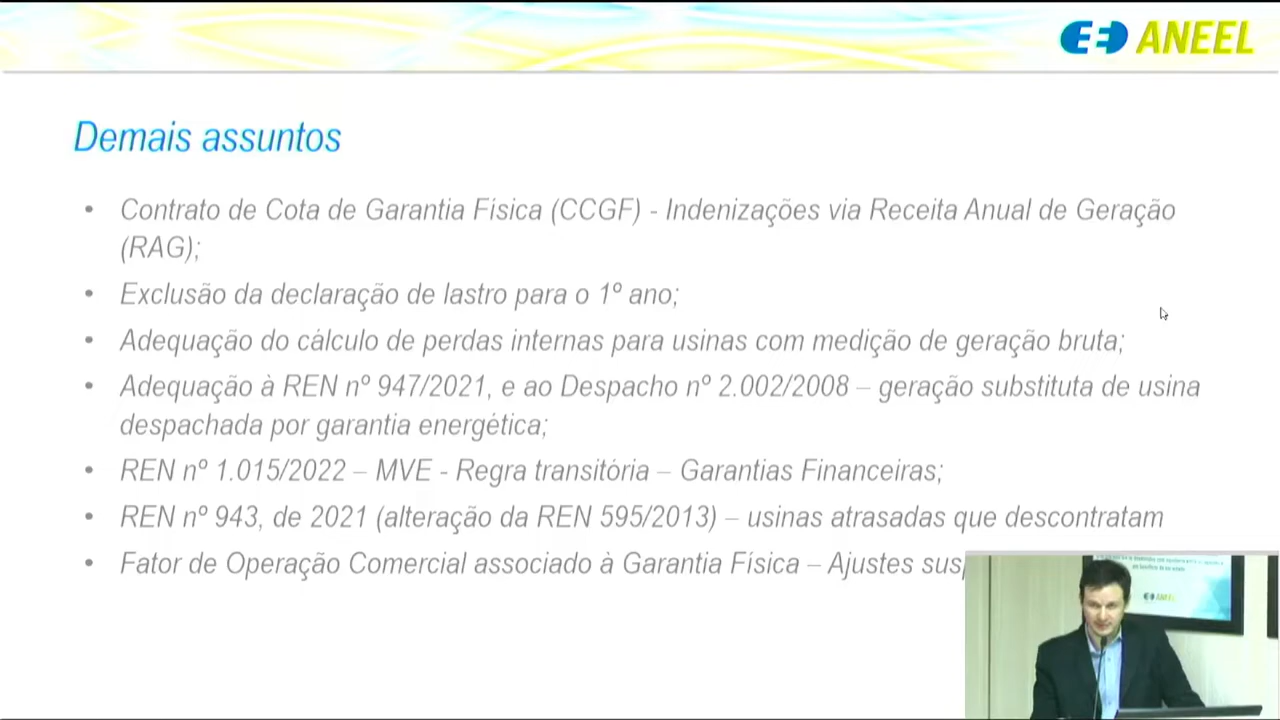 ANEEL
Demais assuntos
• Contrato de Cota de Garantia Física (CCGF) - Indenizações via Receita Anual de Geração
(RAG);
• Exclusão da declaração de lastro para o 1º ano;
• Adequação do cálculo de perdas internas para usinas com medição de geração bruta;
• Adequação à REN nº 947/2021, e ao Despacho nº 2.002/2008 – geração substituta de usina
despachada por garantia energética;
• REN nº 1.015/2022 – MVE - Regra transitória – Garantias Financeiras;
• REN nº 943, de 2021 (alteração da REN 595/2013) – usinas atrasadas que descontratam
• Fator de Operação Comercial associado à Garantia Física – Ajustes
ANEEL